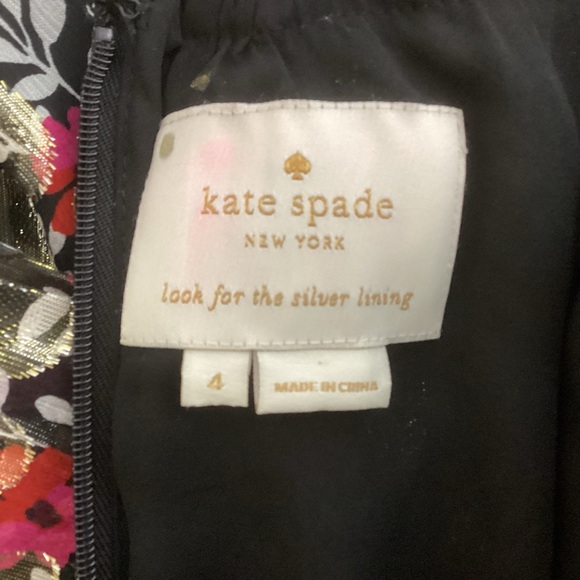 kate spade
NEW YORK
look for the silver lining
4
MADE IN CHINA